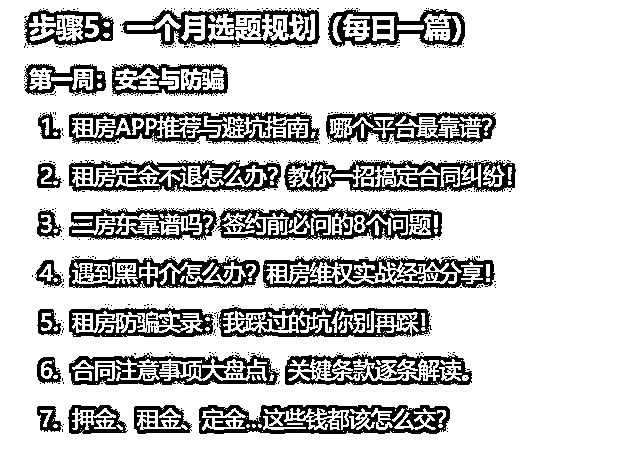 步骤5：一个月选题规划（每日一篇）
第一周：安全与防骗
1. 租房APP推荐与避坑指南，哪个平台最靠谱？
2. 租房定金不退怎么办？教你一招搞定合同纠纷！
3. 二房东靠谱吗？签约前必问的8个问题！
4. 遇到黑中介怎么办？租房维权实战经验分享！
5. 租房防骗实录：我踩过的坑你别再踩！
6. 合同注意事项大盘点，关键条款逐条解读。
7. 押金、租金、定金…这些钱都该怎么交？